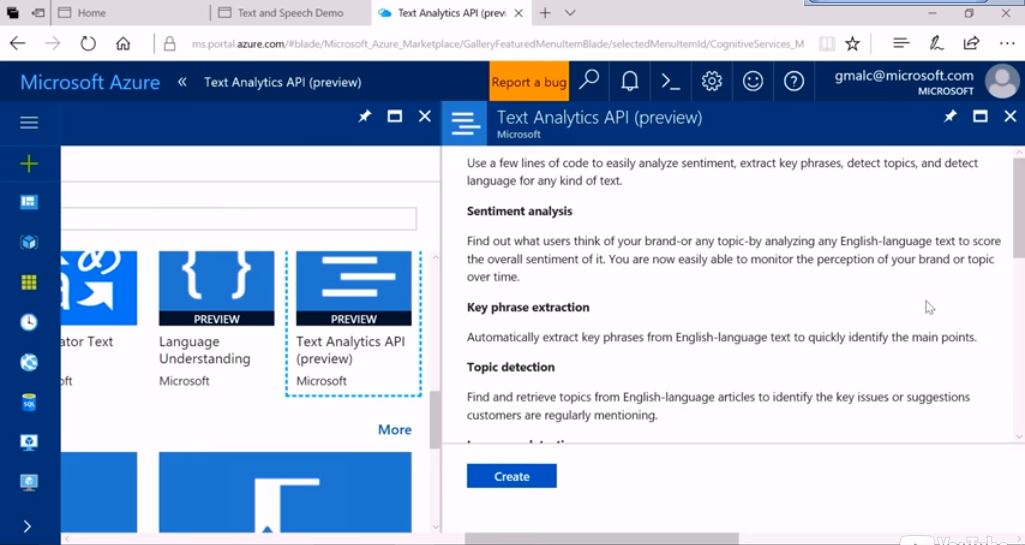 Home
Text and Speech Demo
Text Analytics API (previ
ms.portal.azure.com/#blade/Microsoft_Azure_Marketplace/GalleryFeaturedMenuItemBlade/selectedMenuItemId/CognitiveServices_M
Microsoft Azure « Text Analytics API (preview)
Report a bug
gmalc@microsoft.com
MICROSOFT
Text Analytics API (preview)
Microsoft
Use a few lines of code to easily analyze sentiment, extract key phrases, detect topics, and detect
language for any kind of text.
Sentiment analysis
Find out what users think of your brand-or any topic-by analyzing any English-language text to score
the overall sentiment of it. You are now easily able to monitor the perception of your brand or topic
over time.
Key phrase extraction
Automatically extract key phrases from English-language text to quickly identify the main points.
Topic detection
Find and retrieve topics from English-language articles to identify the key issues or suggestions
customers are regularly mentioning.
Create
め
a
{ }
PREVIEW
PREVIEW
ator Text
Language
Understanding
Text Analytics API
(preview)
oft
Microsoft
Microsoft
More
SQL
YouTube